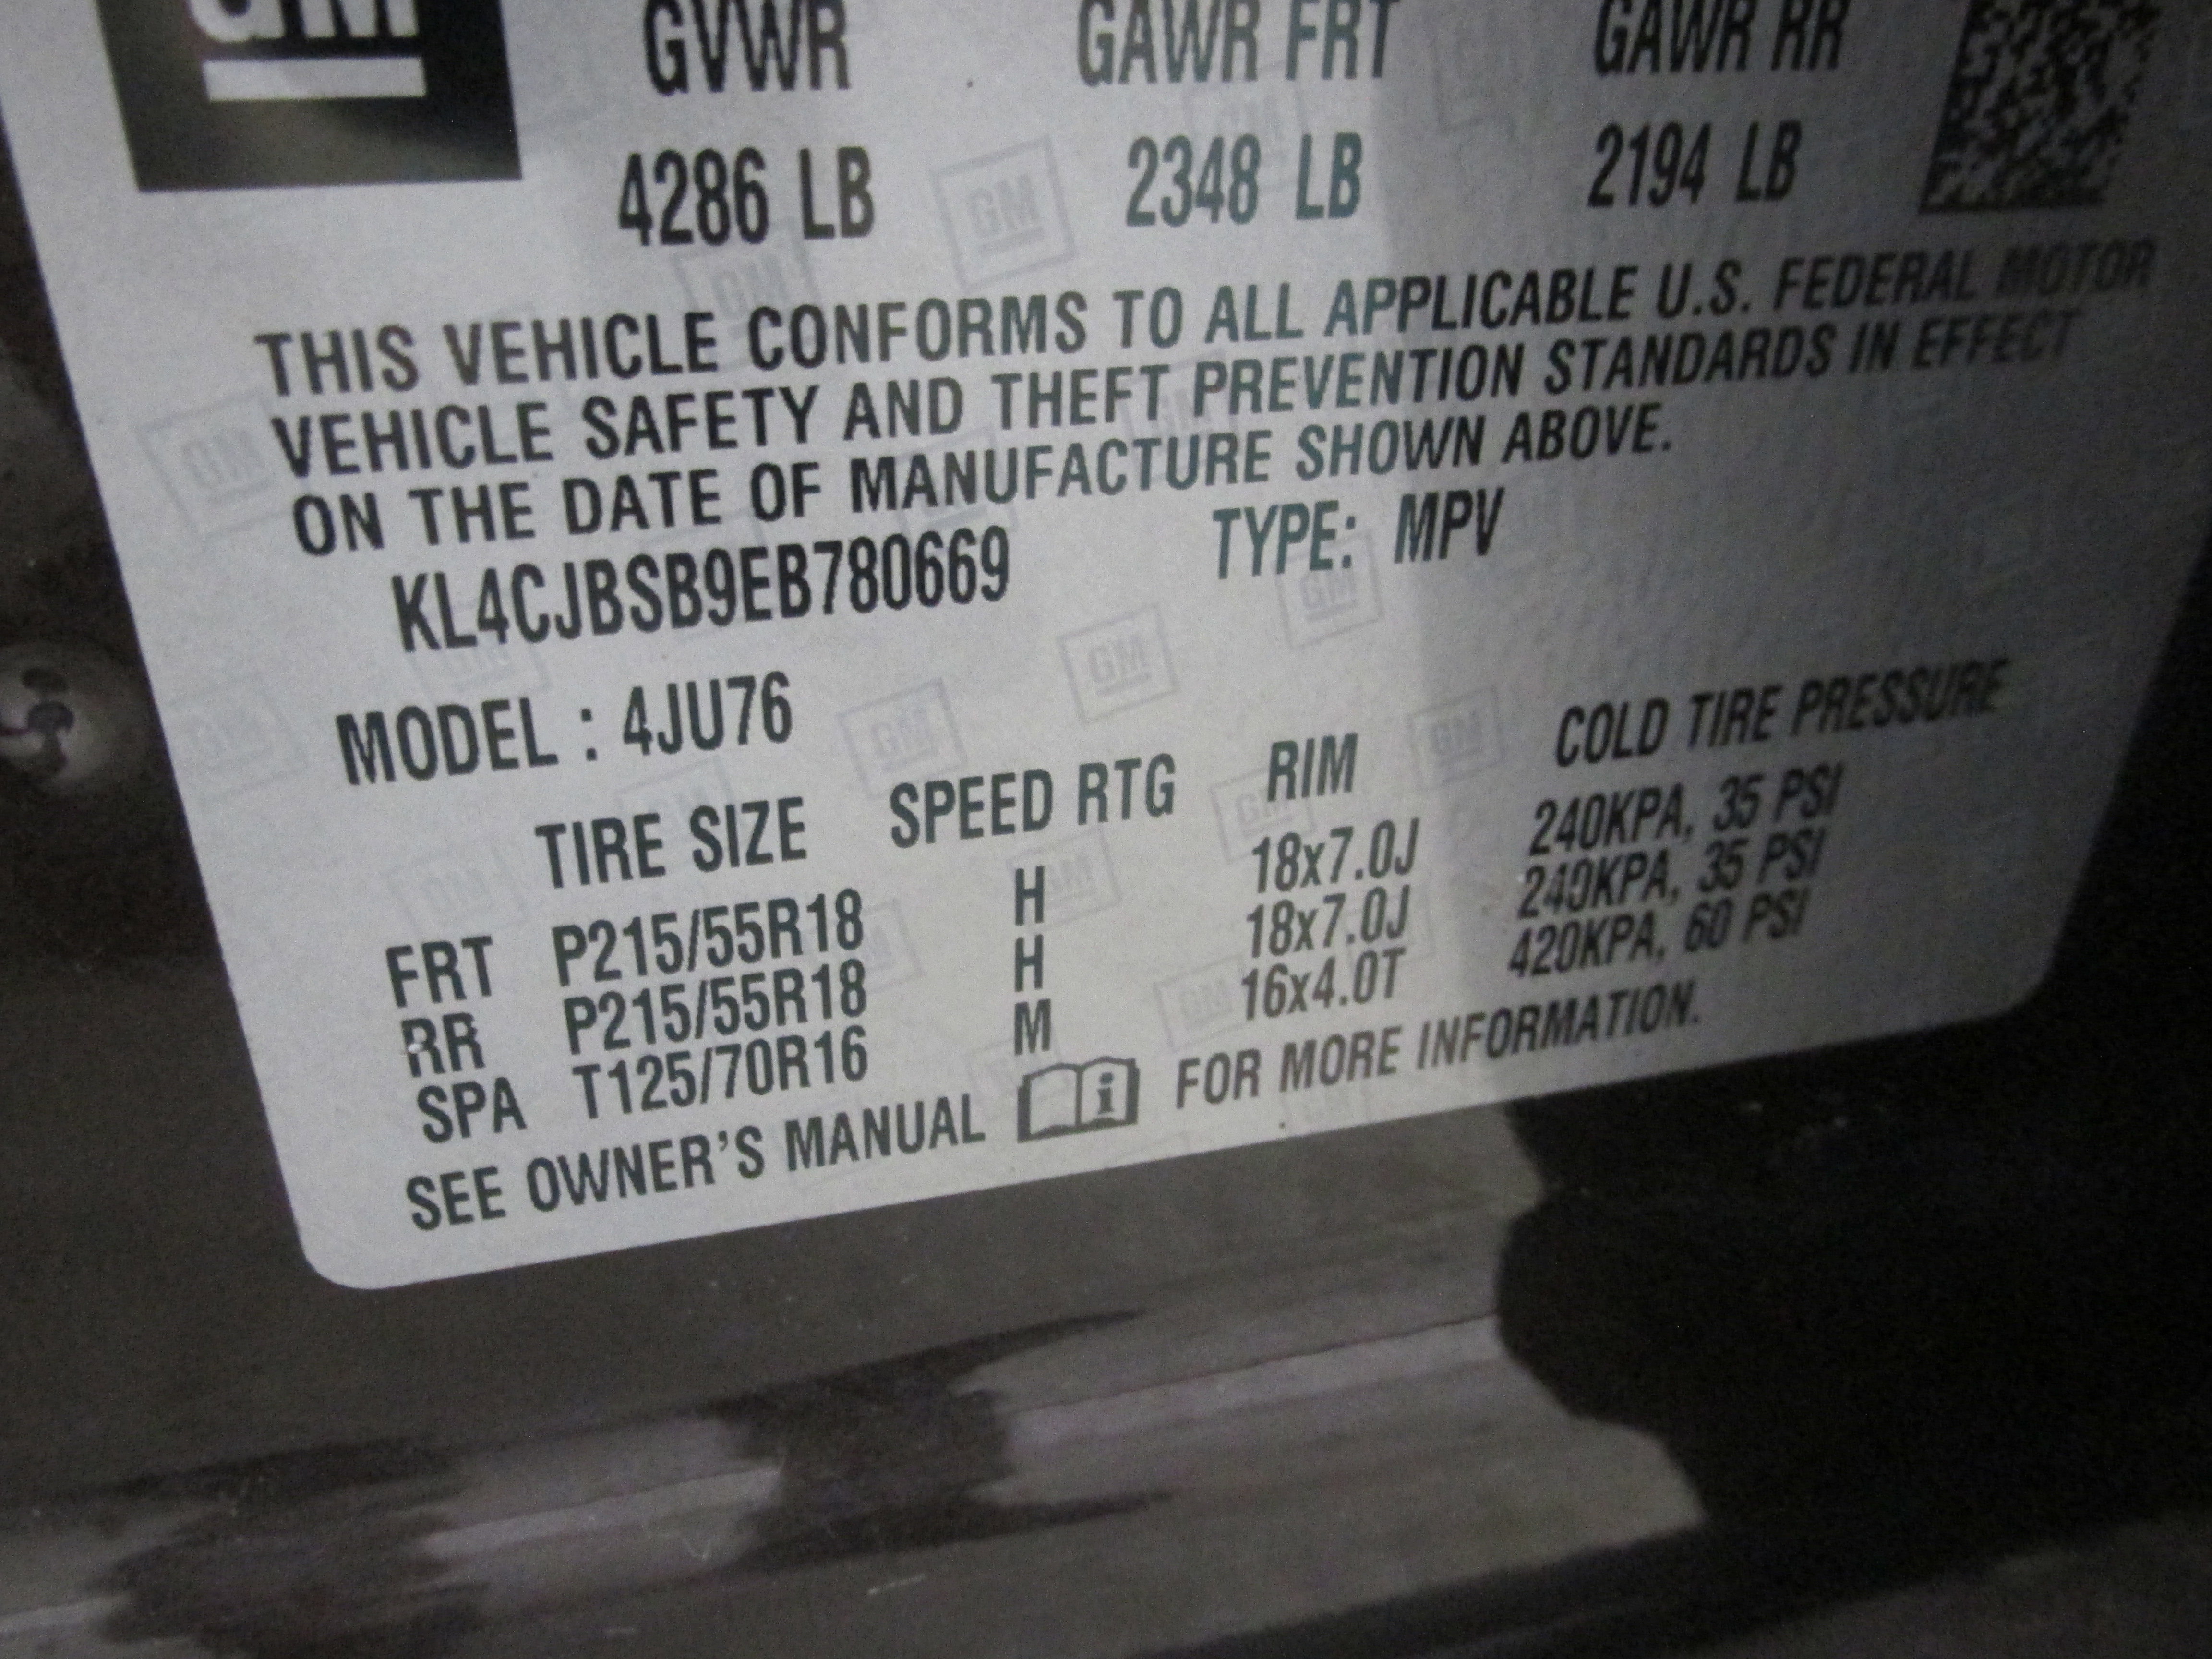 GM
GVWR GAWR FRT GAWR RR
4286 LB 2348 LB 2194 LB
THIS VEHICLE CONFORMS TO ALL APPLICABLE U.S. FEDERAL MOTOR
VEHICLE SAFETY AND THEFT PREVENTION STANDARDS IN EFFECT
ON THE DATE OF MANUFACTURE SHOWN ABOVE.
KL4CJBSB9EB780669 TYPE: MPV
MODEL : 4JU76
TIRE SIZE SPEED RTG RIM COLD TIRE PRESSURE
FRT P215/55R18 H 18x7.0J 240KPA, 35 PSI
RR P215/55R18 H 18x7.0J 240KPA, 35 PSI
SPA T125/70R16 M 16x4.0T 420KPA, 60 PSI
SEE OWNER'S MANUAL i FOR MORE INFORMATION.